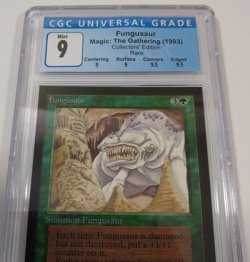 CGC UNIVERSAL GRADE
Mint
9
Fungusaur
Magic: The Gathering (1993)
Collectors' Edition
Rare
Centering Surface Corners Edges
9 9 9.5 9.5
Fungusaur
3
Summon Fungusaur
Each time Fungusaur is damaged
but not destroyed, put a +1/+1
counter on it.